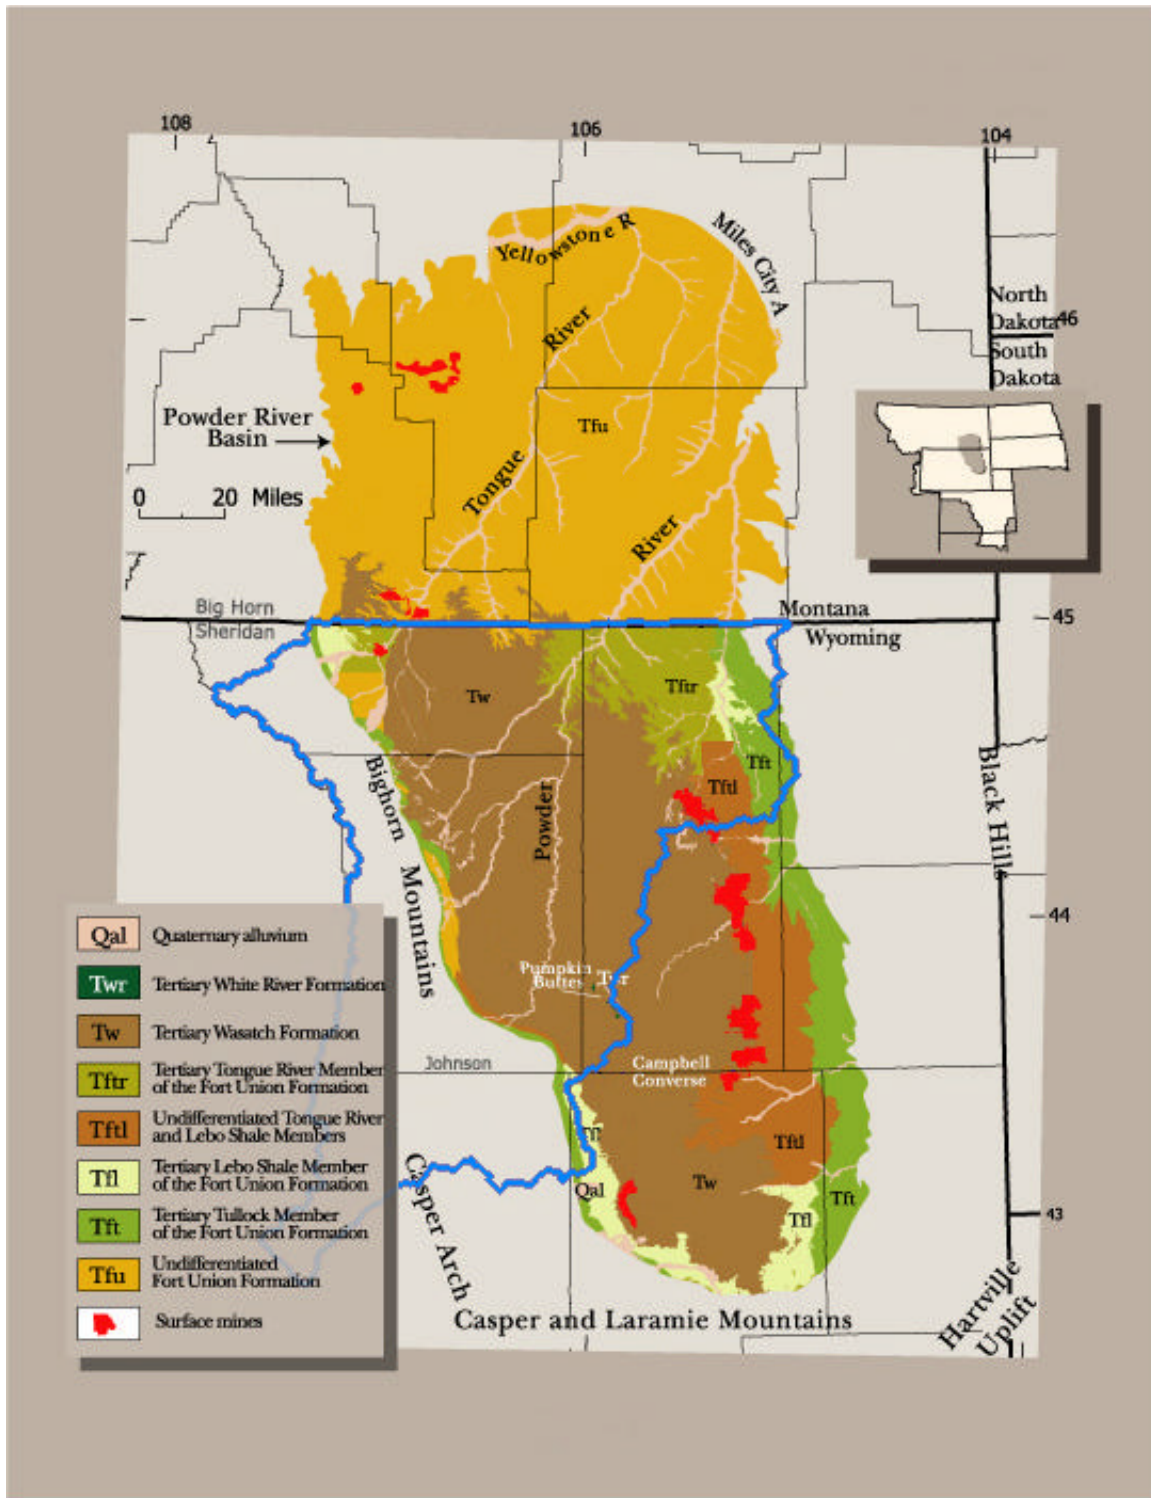 108
106
104
Yellowstone R
Miles City A
North
Dakota
46
South
Dakota
River
Powder River
Basin
Tfu
0 20 Miles
Tongue
River
Big Horn
Sheridan
Montana
45
Wyoming
Tw
Tftr
Tft
Tftl
Bighorn
Mountains
Powder
Black Hills
44
Pumpkin
Buttes
Twr
Johnson
Campbell
Converse
Tfl
Tftl
Qal
Tw
Tfl
Tft
43
Casper Arch
Casper and Laramie Mountains
Hartville
Uplift
Qal Quaternary alluvium
Twr Tertiary White River Formation
Tw Tertiary Wasatch Formation
Tftr Tertiary Tongue River Member
of the Fort Union Formation
Tftl Undifferentiated Tongue River
and Lebo Shale Members
Tfl Tertiary Lebo Shale Member
of the Fort Union Formation
Tft Tertiary Tullock Member
of the Fort Union Formation
Tfu Undifferentiated
Fort Union Formation
Surface mines